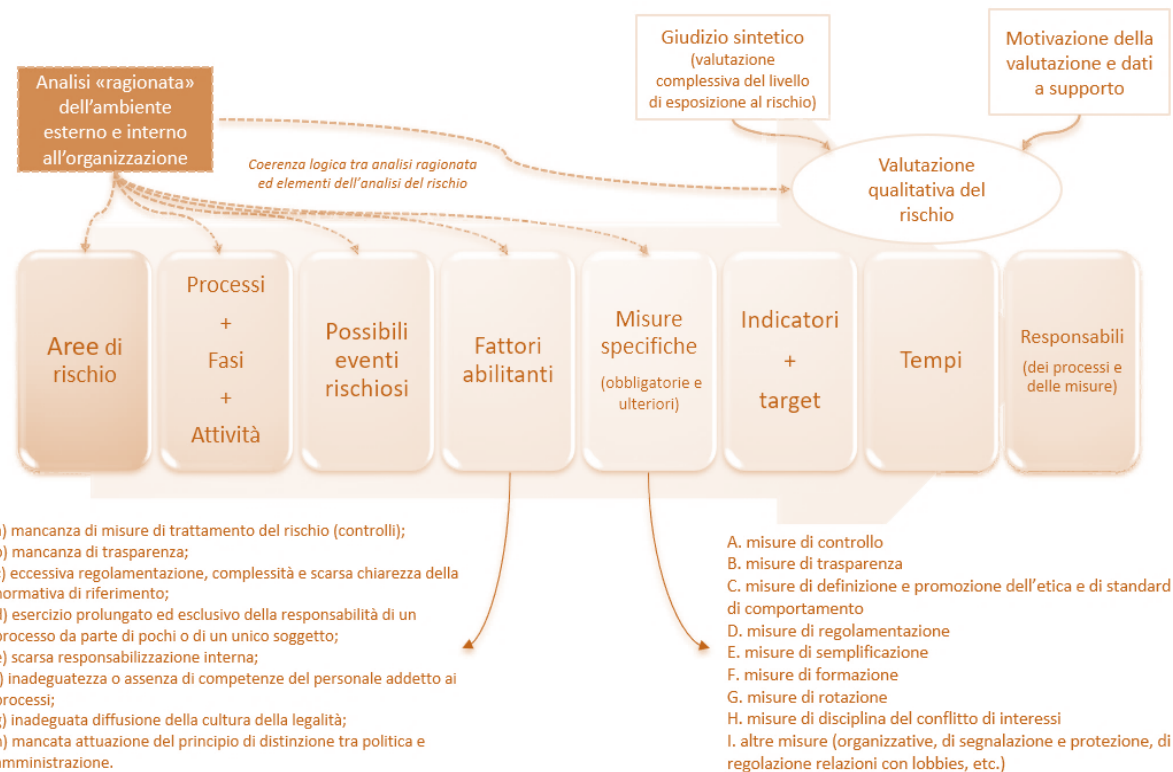 Giudizio sintetico
(valutazione
complessiva del livello
di esposizione al rischio)
Motivazione della
valutazione e dati
a supporto
Analisi «ragionata»
dell’ambiente
esterno e interno
all’organizzazione
Coerenza logica tra analisi ragionata
ed elementi dell’analisi del rischio
Valutazione
qualitativa del
rischio
Aree di
rischio
Processi
+
Fasi
+
Attività
Possibili
eventi
rischiosi
Fattori
abilitanti
Misure
specifiche
(obbligatorie e
ulteriori)
Indicatori
+
target
Tempi
Responsabili
(dei processi e
delle misure)
) mancanza di misure di trattamento del rischio (controlli);
) mancanza di trasparenza;
) eccessiva regolamentazione, complessità e scarsa chiarezza della
normativa di riferimento;
) esercizio prolungato ed esclusivo della responsabilità di un
processo da parte di pochi o di un unico soggetto;
) scarsa responsabilizzazione interna;
) inadeguatezza o assenza di competenze del personale addetto ai
processi;
) inadeguata diffusione della cultura della legalità;
) mancata attuazione del principio di distinzione tra politica e
amministrazione.
A. misure di controllo
B. misure di trasparenza
C. misure di definizione e promozione dell’etica e di standard
di comportamento
D. misure di regolamentazione
E. misure di semplificazione
F. misure di formazione
G. misure di rotazione
H. misure di disciplina del conflitto di interessi
I. altre misure (organizzative, di segnalazione e protezione, di
regolazione relazioni con lobbies, etc.)